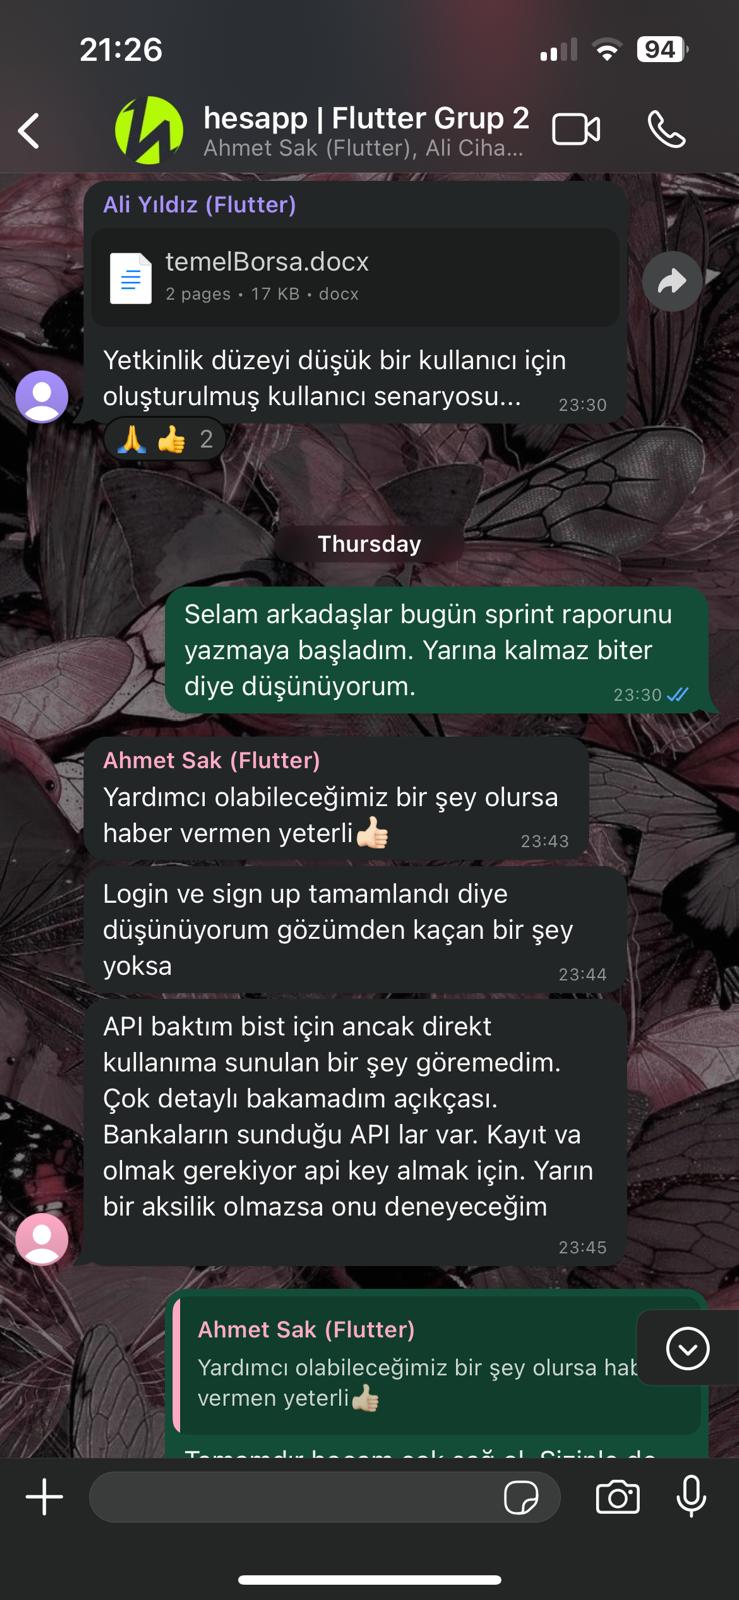 21:26
94
hesapp | Flutter Grup 2
Ahmet Sak (Flutter), Ali Ciha...
Ali Yıldız (Flutter)
temelBorsa.docx
2 pages • 17 KB • docx
Yetkinlik düzeyi düşük bir kullanıcı için
oluşturulmuş kullanıcı senaryosu...
23:30
🙏 👍 2
Thursday
Selam arkadaşlar bugün sprint raporunu
yazmaya başladım. Yarına kalmaz biter
diye düşünüyorum.
23:30
Ahmet Sak (Flutter)
Yardımcı olabileceğimiz bir şey olursa
haber vermen yeterli👍🏻
23:43
Login ve sign up tamamlandı diye
düşünüyorum gözümden kaçan bir şey
yoksa
23:44
API baktım bist için ancak direkt
kullanıma sunulan bir şey göremedim.
Çok detaylı bakamadım açıkçası.
Bankaların sunduğu API lar var. Kayıt va
olmak gerekiyor api key almak için. Yarın
bir aksilik olmazsa onu deneyeceğim
23:45
Ahmet Sak (Flutter)
Yardımcı olabileceğimiz bir şey olursa hab
vermen yeterli👍🏻